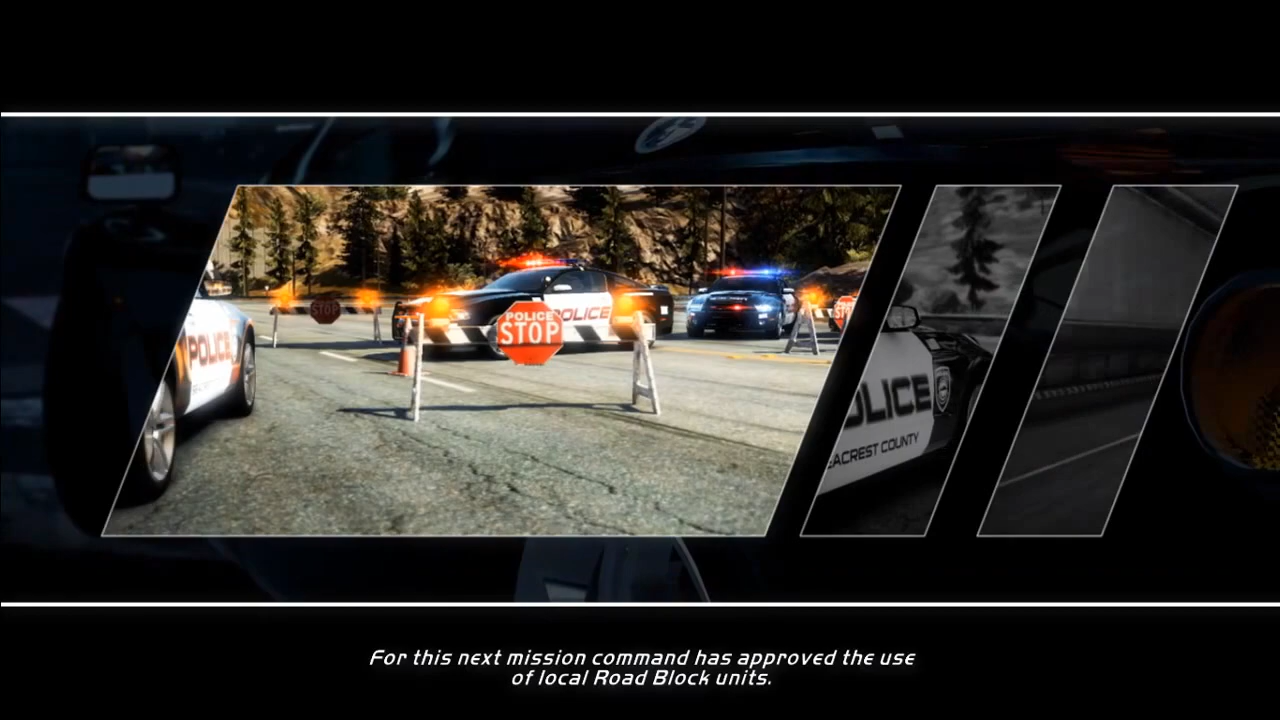 STOP
POLICE
STOP
POLICE
POLICE
OLICE
EACREST COUNTY
For this next mission command has approved the use
of local Road Block units.